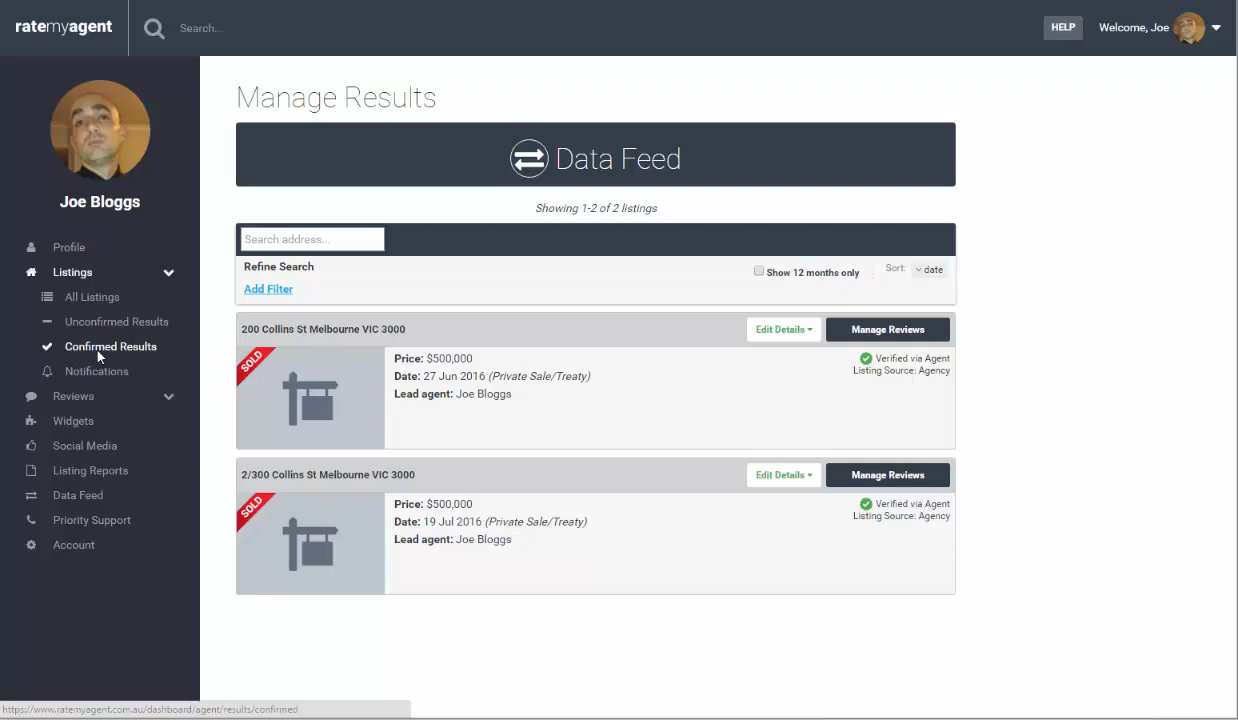 ratemyagent
Search...
HELP
Welcome, Joe
Joe Bloggs
Profile
Listings
All Listings
Unconfirmed Results
Confirmed Results
Notifications
Reviews
Widgets
Social Media
Listing Reports
Data Feed
Priority Support
Account
Manage Results
Data Feed
Showing 1-2 of 2 listings
Search address...
Refine Search
Show 12 months only
Sort:
date
Add Filter
200 Collins St Melbourne VIC 3000
Edit Details
Manage Reviews
SOLD
Price: $500,000
Date: 27 Jun 2016 (Private Sale/Treaty)
Lead agent: Joe Bloggs
Verified via Agent
Listing Source: Agency
2/300 Collins St Melbourne VIC 3000
Edit Details
Manage Reviews
SOLD
Price: $500,000
Date: 19 Jul 2016 (Private Sale/Treaty)
Lead agent: Joe Bloggs
Verified via Agent
Listing Source: Agency
https://www.ratemyagent.com.au/dashboard/agent/results/confirmed